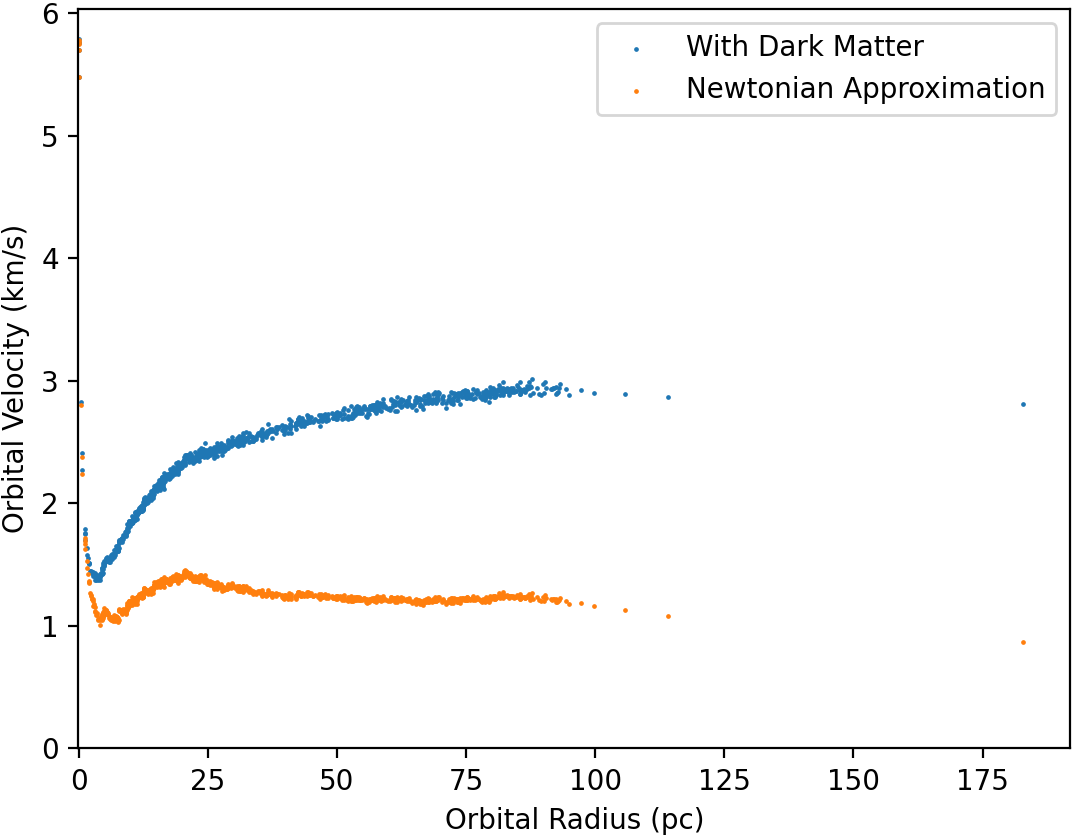 With Dark Matter
Newtonian Approximation
Orbital Velocity (km/s)
6
5
4
3
2
1
0
0 25 50 75 100 125 150 175
Orbital Radius (pc)